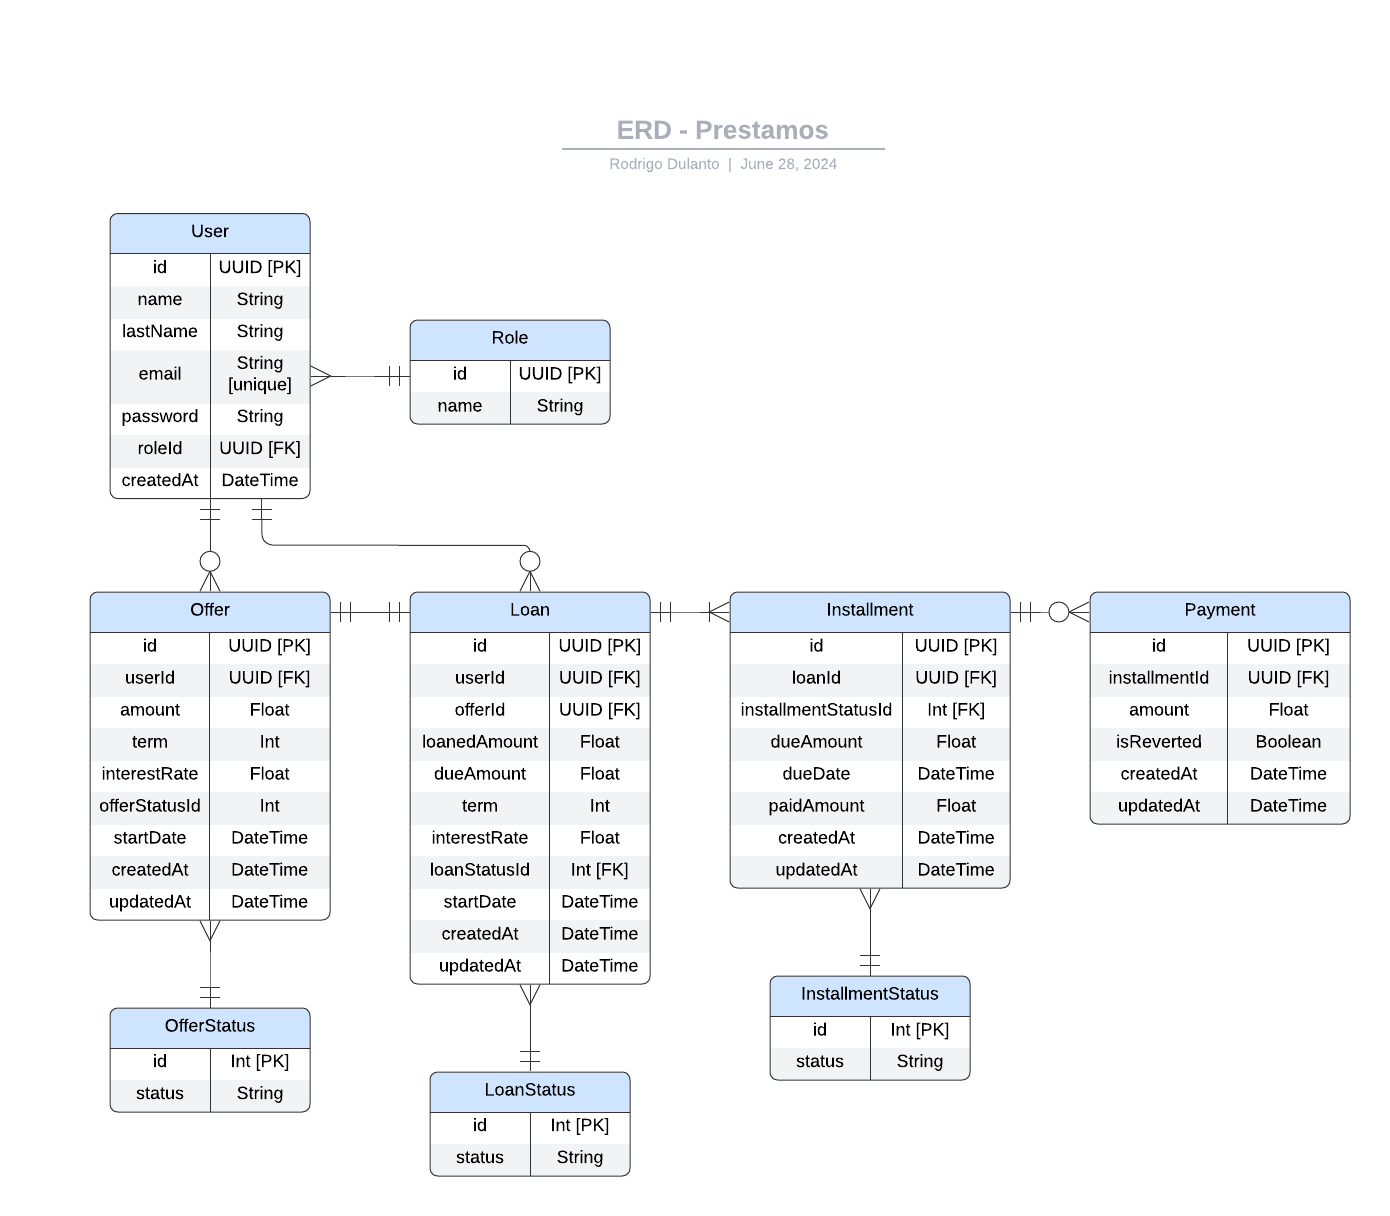 ERD - Prestamos
Rodrigo Dulanto | June 28, 2024
User
id UUID [PK]
name String
lastName String
email String [unique]
password String
roleId UUID [FK]
createdAt DateTime
Role
id UUID [PK]
name String
Offer
id UUID [PK]
userId UUID [FK]
amount Float
term Int
interestRate Float
offerStatusId Int
startDate DateTime
createdAt DateTime
updatedAt DateTime
Loan
id UUID [PK]
userId UUID [FK]
offerId UUID [FK]
loanedAmount Float
dueAmount Float
term Int
interestRate Float
loanStatusId Int [FK]
startDate DateTime
createdAt DateTime
updatedAt DateTime
Installment
id UUID [PK]
loanId UUID [FK]
installmentStatusId Int [FK]
dueAmount Float
dueDate DateTime
paidAmount Float
createdAt DateTime
updatedAt DateTime
Payment
id UUID [PK]
installmentId UUID [FK]
amount Float
isReverted Boolean
createdAt DateTime
updatedAt DateTime
OfferStatus
id Int [PK]
status String
LoanStatus
id Int [PK]
status String
InstallmentStatus
id Int [PK]
status String